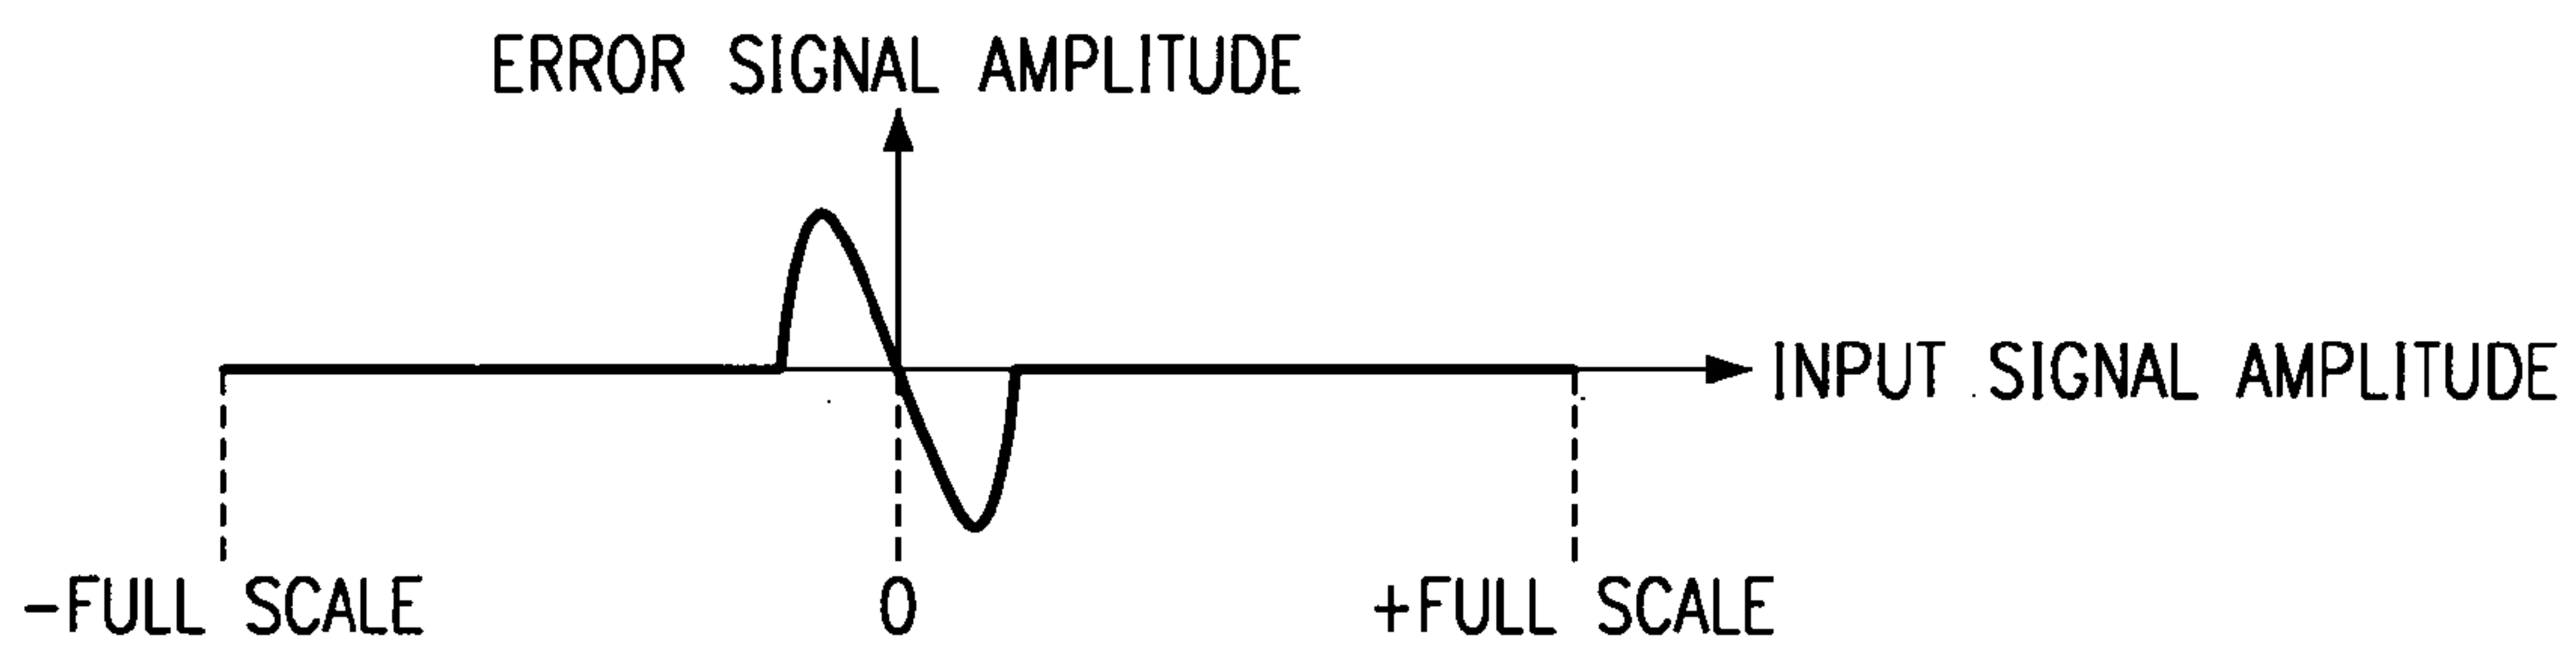 ERROR SIGNAL AMPLITUDE
INPUT SIGNAL AMPLITUDE
-FULL SCALE
0
+FULL SCALE